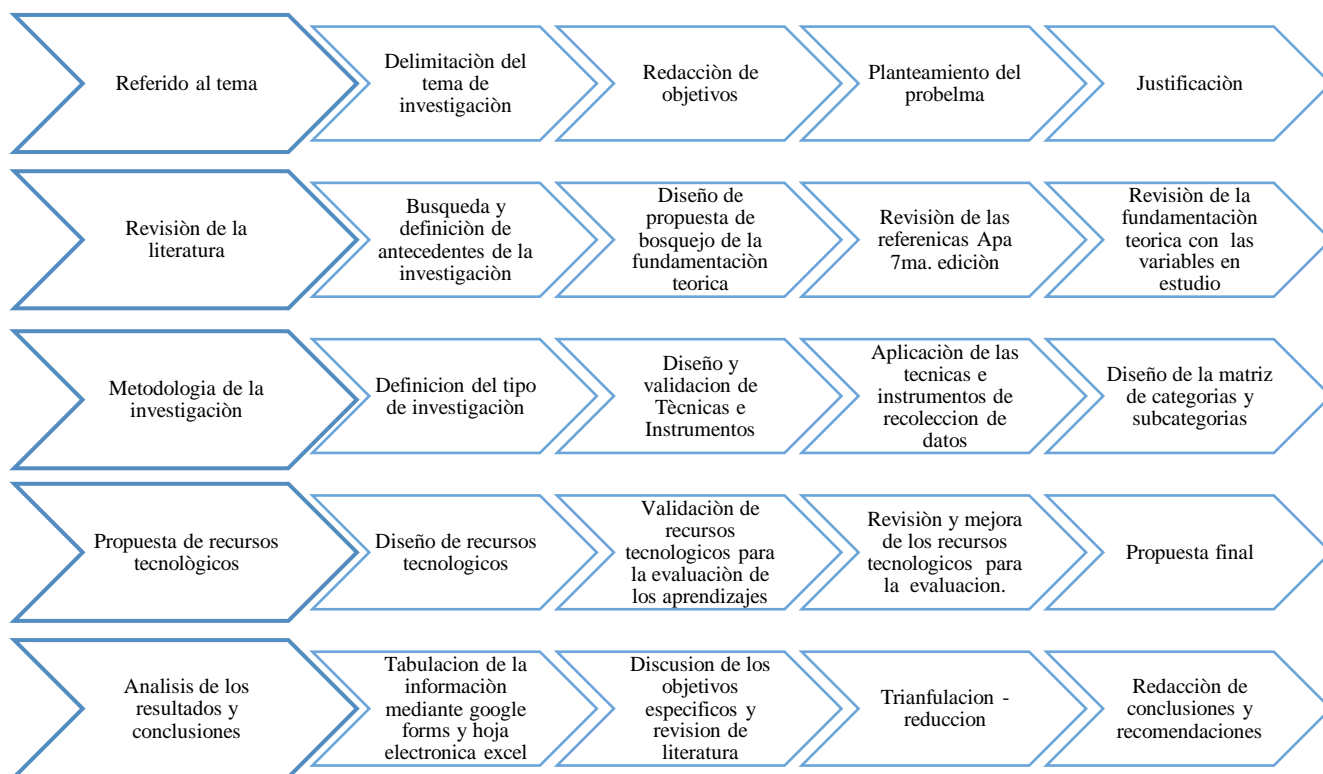 Referido al tema
Delimitaciòn del
tema de
investigaciòn
Redacciòn de
objetivos
Planteamiento del
probelma
Justificaciòn
Revisiòn de la
literatura
Busqueda y
definiciòn de
antecedentes de la
investigaciòn
Diseño de
propuesta de
bosquejo de la
fundamentaciòn
teorica
Revisiòn de las
referenicas Apa
7ma. ediciòn
Revisiòn de la
fundamentaciòn
teorica con las
variables en
estudio
Metodologia de la
investigaciòn
Definicion del tipo
de investigaciòn
Diseño y
validacion de
Tècnicas e
Instrumentos
Aplicaciòn de las
tecnicas e
instrumentos de
recoleccion de
datos
Diseño de la matriz
de categorias y
subcategorias
Propuesta de recursos
tecnològicos
Diseño de recursos
tecnologicos
Validaciòn de
recursos
tecnologicos para
la evaluaciòn de
los aprendizajes
Revisiòn y mejora
de los recursos
tecnologicos para
la evaluacion.
Propuesta final
Analisis de los
resultados y
conclusiones
Tabulacion de la
informaciòn
mediante google
forms y hoja
electronica excel
Discusion de los
objetivos
especificos y
revision de
literatura
Trianfulacion -
reduccion
Redacciòn de
conclusiones y
recomendaciones